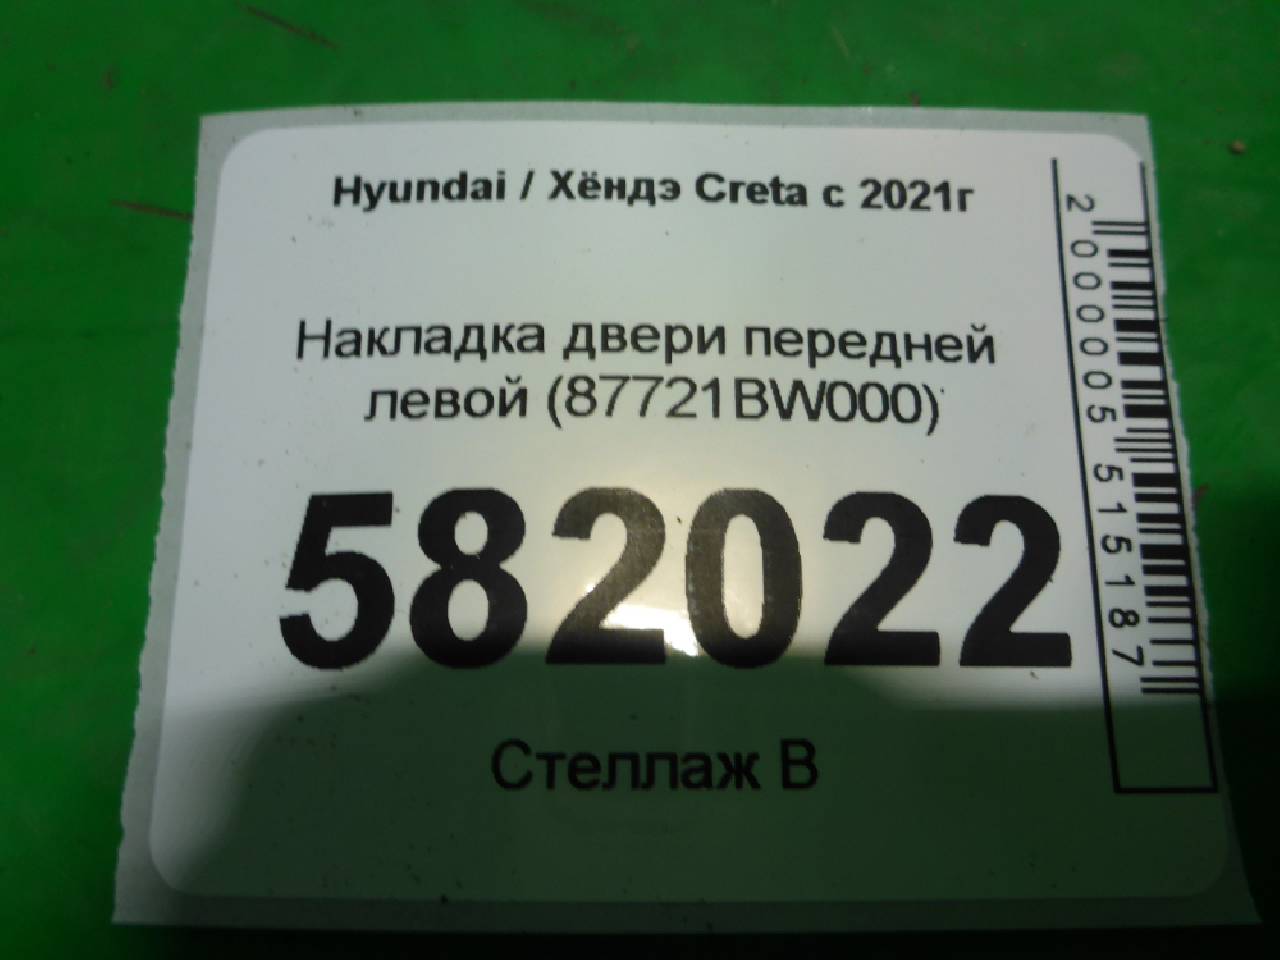 Hyundai / Хёндэ Creta с 2021г
Накладка двери передней
левой (87721BW000)
582022
Стеллаж В
2000005515187